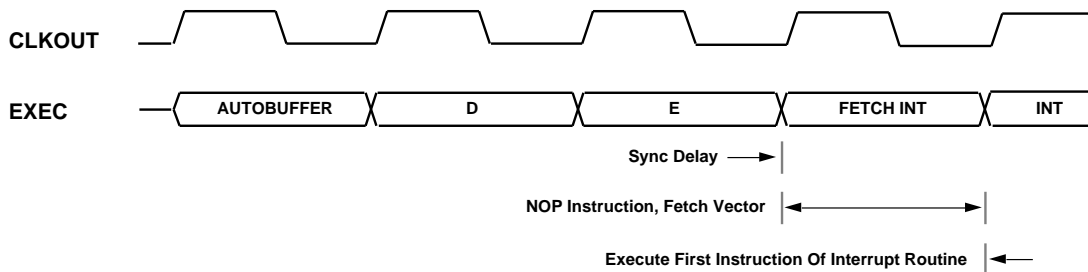 CLKOUT
EXEC AUTOBUFFER D E FETCH INT INT
Sync Delay
NOP Instruction, Fetch Vector
Execute First Instruction Of Interrupt Routine